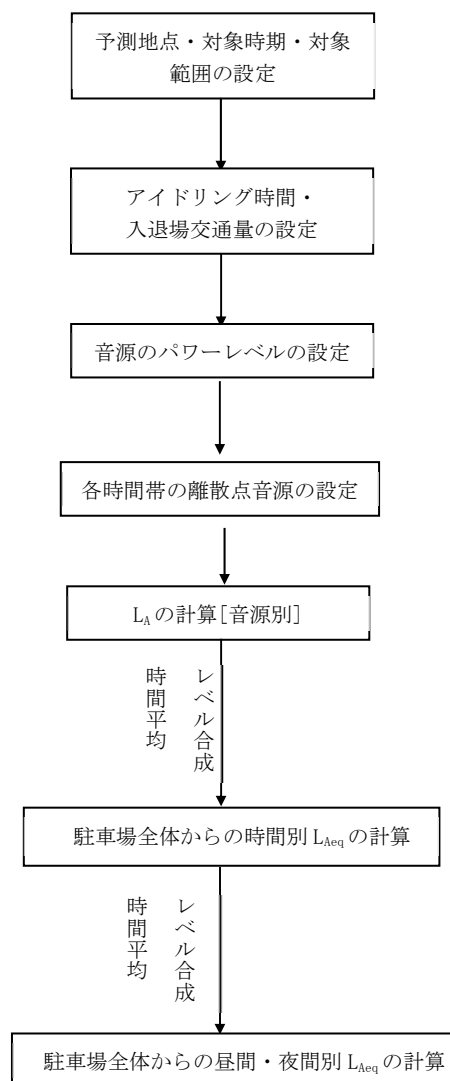 予測地点・対象時期・対象
範囲の設定
アイドリング時間・
入退場交通量の設定
音源のパワーレベルの設定
各時間帯の離散点音源の設定
LAの計算[音源別]
レベル合成
時間平均
駐車場全体からの時間別LAeqの計算
レベル合成
時間平均
駐車場全体からの昼間・夜間別LAeqの計算